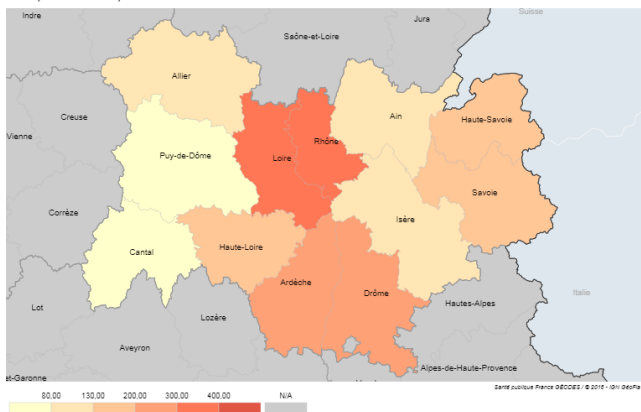 Indre
Suisse
Jura
Saône-et-Loire
Allier
Creuse
Ain
Haute-Savoie
Vienne
Rhône
Puy-de-Dôme
Loire
Savoie
Corrèze
Isère
Cantal
Haute-Loire
Ardèche
Drôme
Italie
Lot
Lozère
Hautes-Alpes
Aveyron
Alpes-de-Haute-Provence
et-Garonne
Santé publique France GÉODES / © 2016 - IGN GéoFla
80,00 130,00 200,00 300,00 400,00 N/A